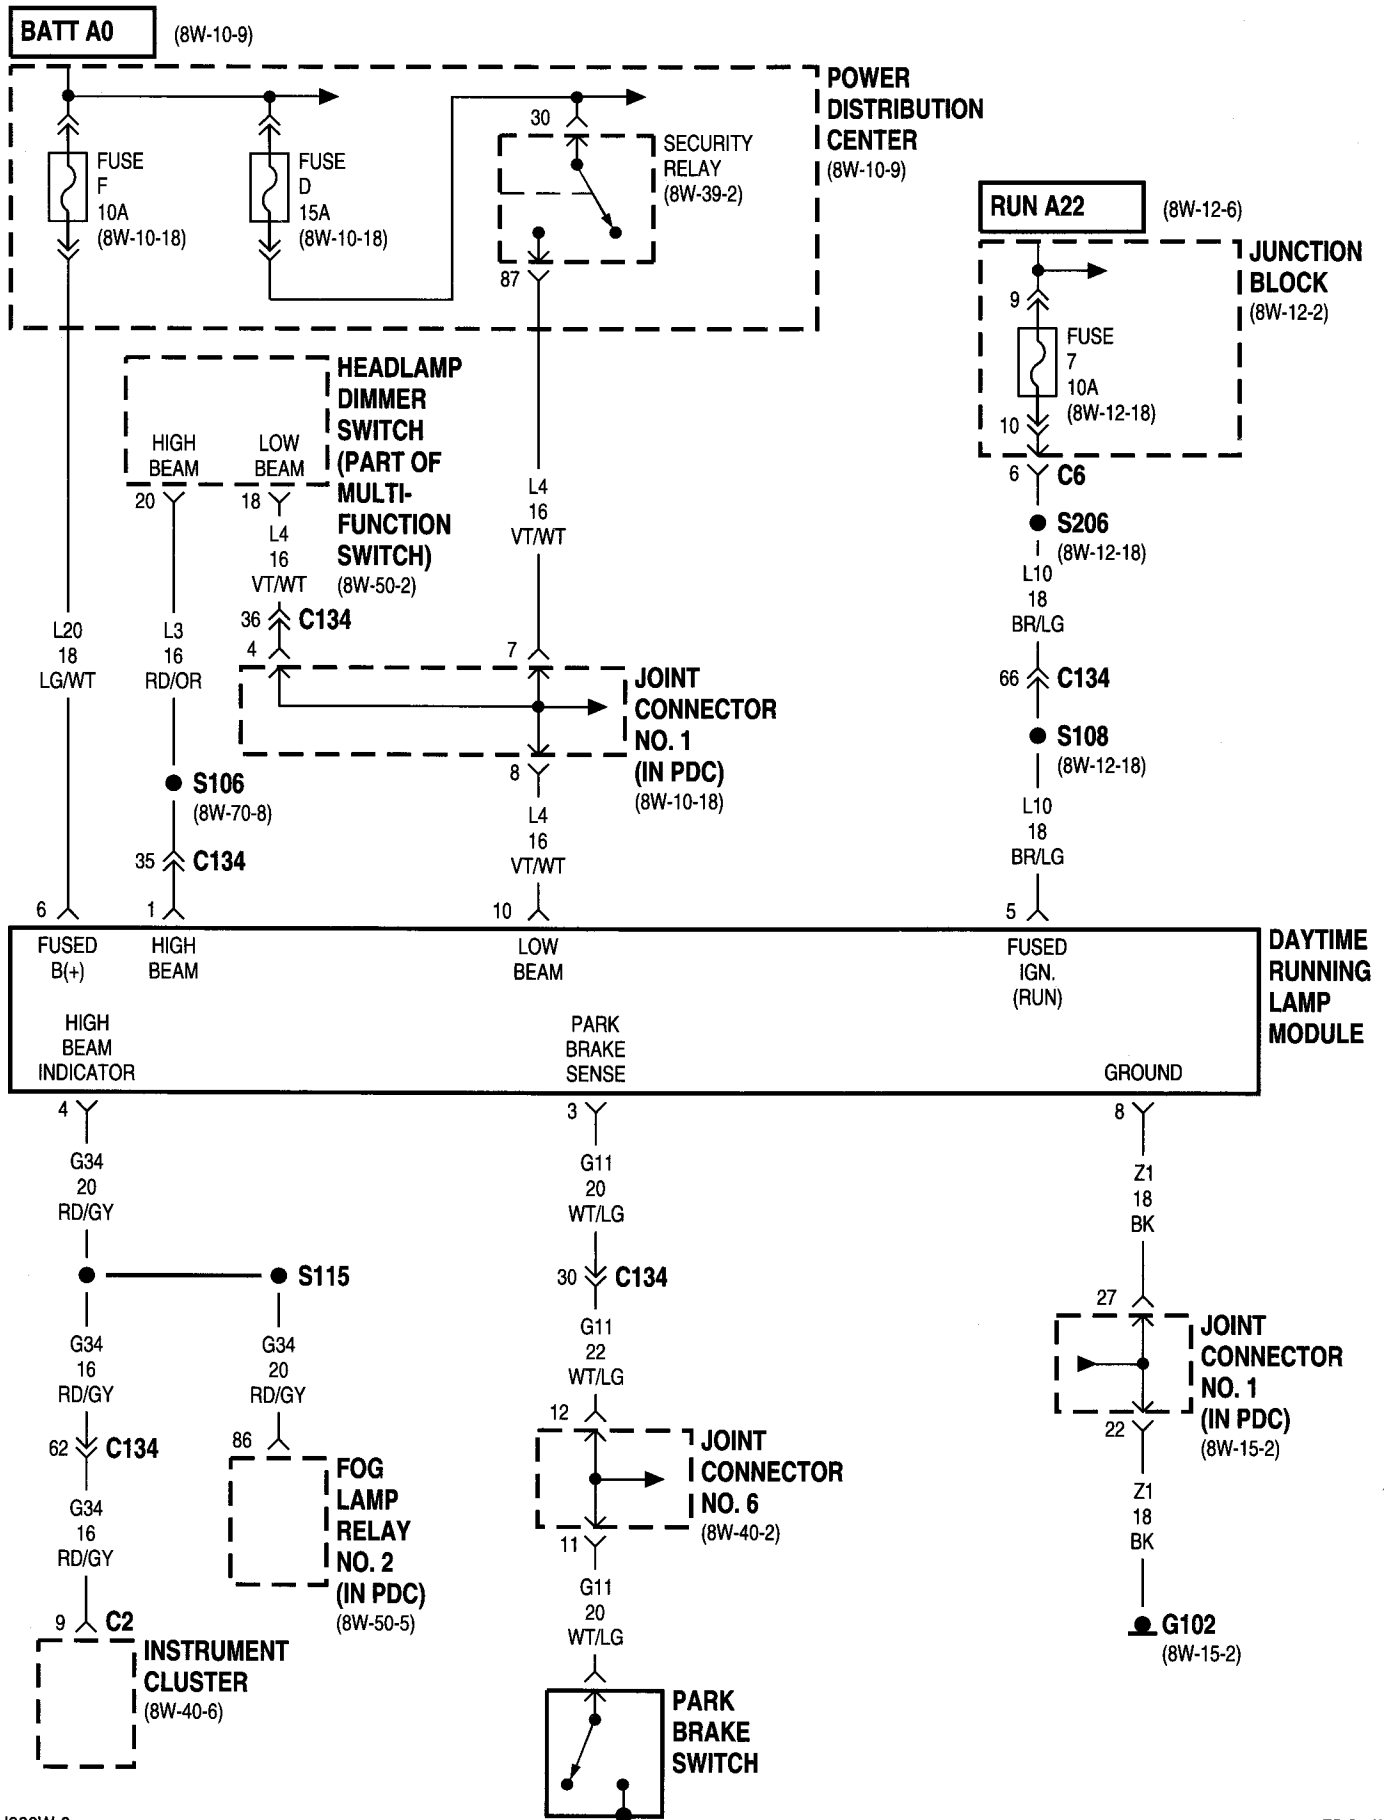 BATT A0
(8W-10-9)
POWER
DISTRIBUTION
CENTER
(8W-10-9)
FUSE
F
10A
(8W-10-18)
FUSE
D
15A
(8W-10-18)
30
SECURITY
RELAY
(8W-39-2)
87
RUN A22
(8W-12-6)
JUNCTION
BLOCK
(8W-12-2)
9
FUSE
7
10A
(8W-12-18)
10
6
C6
S206
(8W-12-18)
L10
18
BR/LG
66
C134
S108
(8W-12-18)
L10
18
BR/LG
HEADLAMP
DIMMER
SWITCH
(PART OF
MULTI-
FUNCTION
SWITCH)
(8W-50-2)
HIGH
BEAM
LOW
BEAM
20
18
L4
16
VT/WT
36
C134
4
L4
16
VT/WT
7
L20
18
LG/WT
L3
16
RD/OR
S106
(8W-70-8)
35
C134
JOINT
CONNECTOR
NO. 1
(IN PDC)
(8W-10-18)
8
L4
16
VT/WT
6
1
10
5
FUSED
B(+)
HIGH
BEAM
LOW
BEAM
FUSED
IGN.
(RUN)
DAYTIME
RUNNING
LAMP
MODULE
HIGH
BEAM
INDICATOR
PARK
BRAKE
SENSE
GROUND
4
3
8
G34
20
RD/GY
S115
G34
16
RD/GY
G34
20
RD/GY
62
C134
86
FOG
LAMP
RELAY
NO. 2
(IN PDC)
(8W-50-5)
G34
16
RD/GY
9
C2
INSTRUMENT
CLUSTER
(8W-40-6)
G11
20
WT/LG
30
C134
G11
22
WT/LG
12
JOINT
CONNECTOR
NO. 6
(8W-40-2)
11
G11
20
WT/LG
PARK
BRAKE
SWITCH
Z1
18
BK
27
JOINT
CONNECTOR
NO. 1
(IN PDC)
(8W-15-2)
22
Z1
18
BK
G102
(8W-15-2)